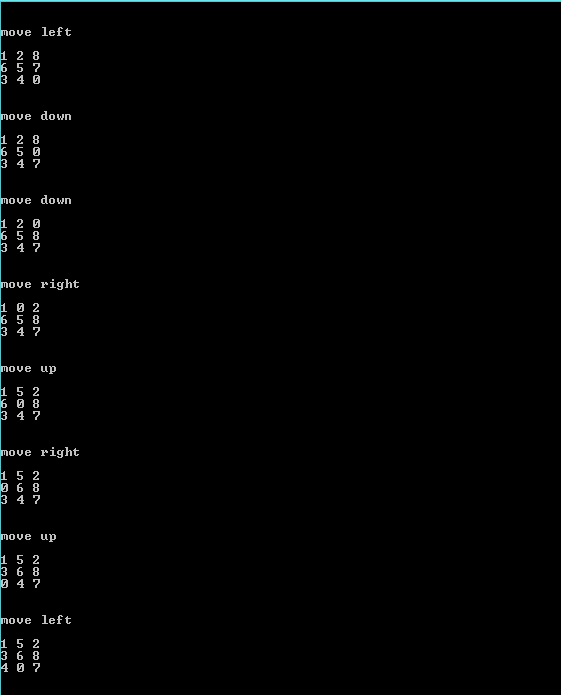 move left
1 2 8
6 5 7
3 4 0
move down
1 2 8
6 5 0
3 4 7
move down
1 2 0
6 5 8
3 4 7
move right
1 0 2
6 5 8
3 4 7
move up
1 5 2
6 0 8
3 4 7
move right
1 5 2
0 6 8
3 4 7
move up
1 5 2
3 6 8
0 4 7
move left
1 5 2
3 6 8
4 0 7